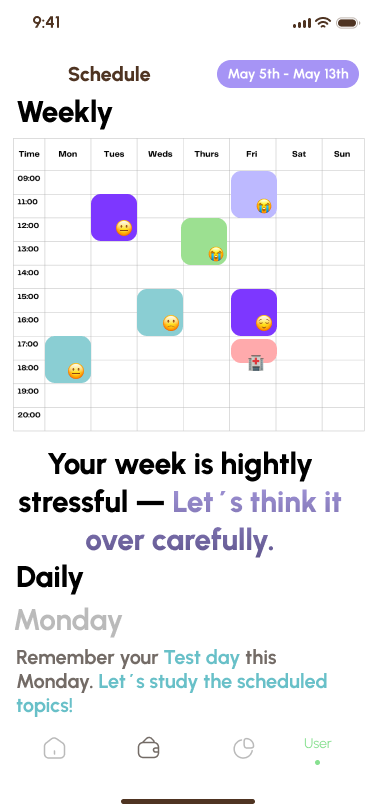 9:41
Schedule
May 5th - May 13th
Weekly
Time Mon Tues Weds Thurs Fri Sat Sun
09:00
11:00
12:00
13:00
14:00
15:00
16:00
17:00
18:00
19:00
20:00
Your week is hightly
stressful — Let´s think it
over carefully.
Daily
Monday
Remember your Test day this
Monday. Let´s study the scheduled
topics!
User